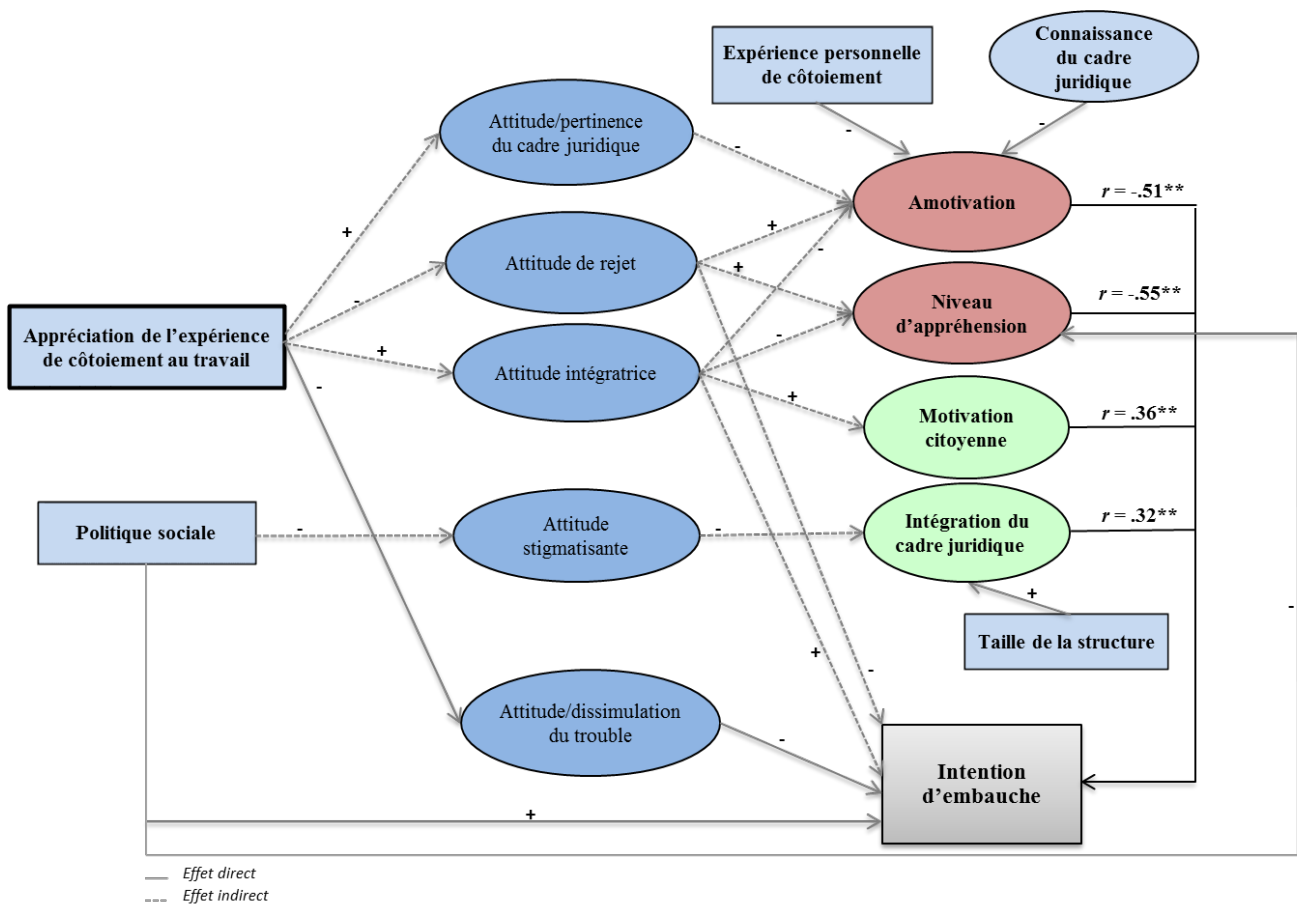 Expérience personnelle
de côtoiement
Connaissance
du cadre
juridique
-
-
Attitude/pertinence
du cadre juridique
-
Amotivation
r = -.51**
+
Attitude de rejet
+
-
+
Niveau
d'appréhension
r = -.55**
-
-
Appréciation de l'expérience
de côtoiement au travail
+
Attitude intégratrice
-
+
Motivation
citoyenne
r = .36**
Politique sociale
-
Attitude
stigmatisante
-
Intégration du
cadre juridique
r = .32**
+
Taille de la structure
-
+
-
Attitude/dissimulation
du trouble
-
Intention
d'embauche
+
Effet direct
Effet indirect